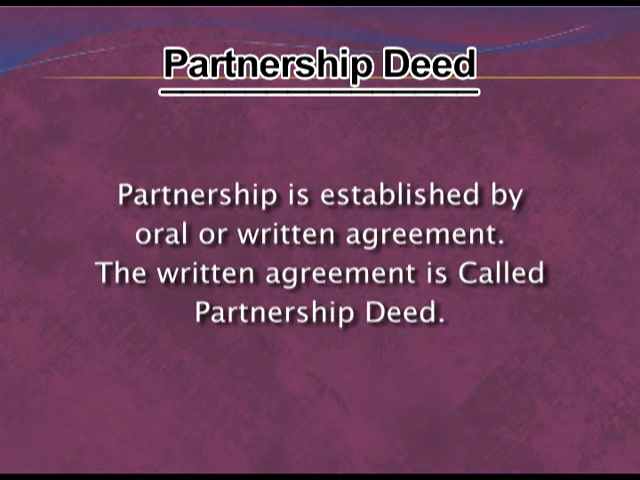 Partnership Deed
Partnership is established by
oral or written agreement.
The written agreement is Called
Partnership Deed.